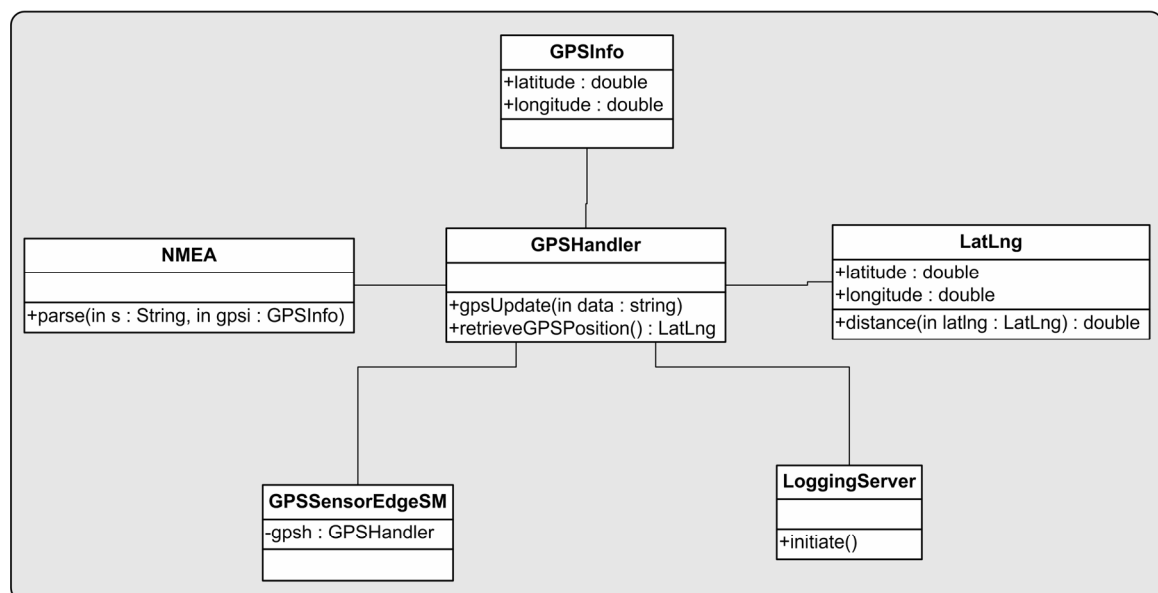 GPSInfo
+latitude : double
+longitude : double
NMEA
+parse(in s : String, in gpsi : GPSInfo)
GPSHandler
+gpsUpdate(in data : string)
+retrieveGPSPosition() : LatLng
LatLng
+latitude : double
+longitude : double
+distance(in latlng : LatLng) : double
GPSSensorEdgeSM
-gpsh : GPSHandler
LoggingServer
+initiate()